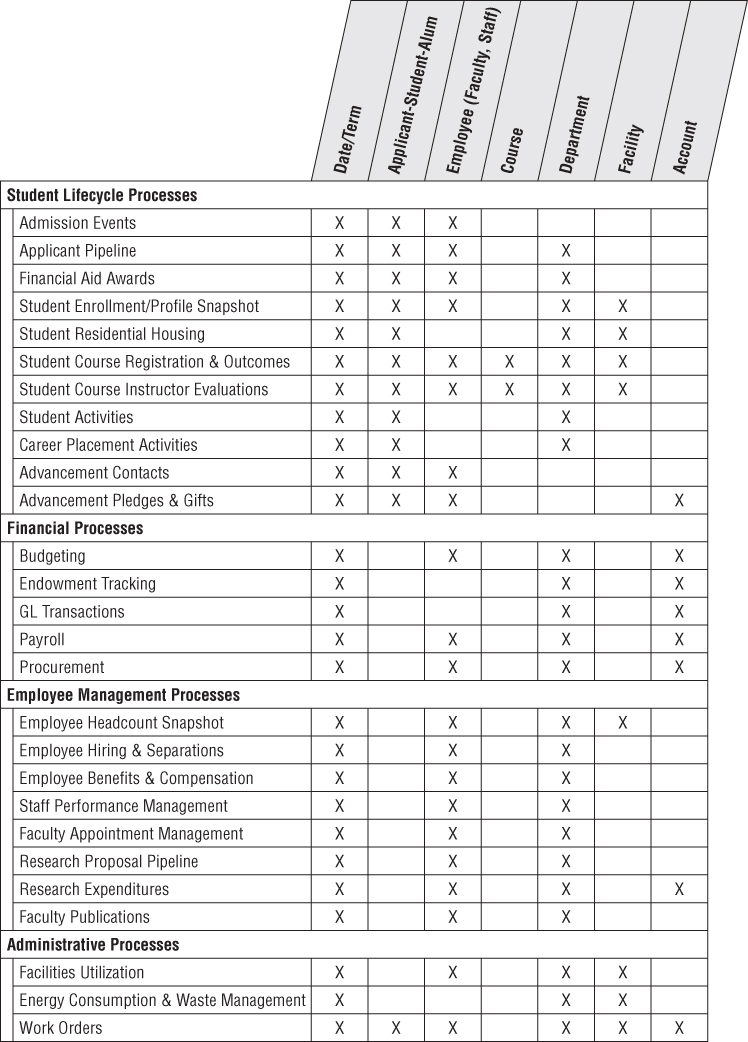 Date/Term
Applicant-Student-Alum
Employee (Faculty, Staff)
Course
Department
Facility
Account
Student Lifecycle Processes
Admission Events X X X
Applicant Pipeline X X X X
Financial Aid Awards X X X X
Student Enrollment/Profile Snapshot X X X X X
Student Residential Housing X X X X
Student Course Registration & Outcomes X X X X X X
Student Course Instructor Evaluations X X X X X X
Student Activities X X X
Career Placement Activities X X X
Advancement Contacts X X X
Advancement Pledges & Gifts X X X X
Financial Processes
Budgeting X X X X
Endowment Tracking X X X
GL Transactions X X X
Payroll X X X X
Procurement X X X X
Employee Management Processes
Employee Headcount Snapshot X X X X
Employee Hiring & Separations X X X
Employee Benefits & Compensation X X X
Staff Performance Management X X X
Faculty Appointment Management X X X
Research Proposal Pipeline X X X
Research Expenditures X X X X
Faculty Publications X X X
Administrative Processes
Facilities Utilization X X X X
Energy Consumption & Waste Management X X X
Work Orders X X X X X X